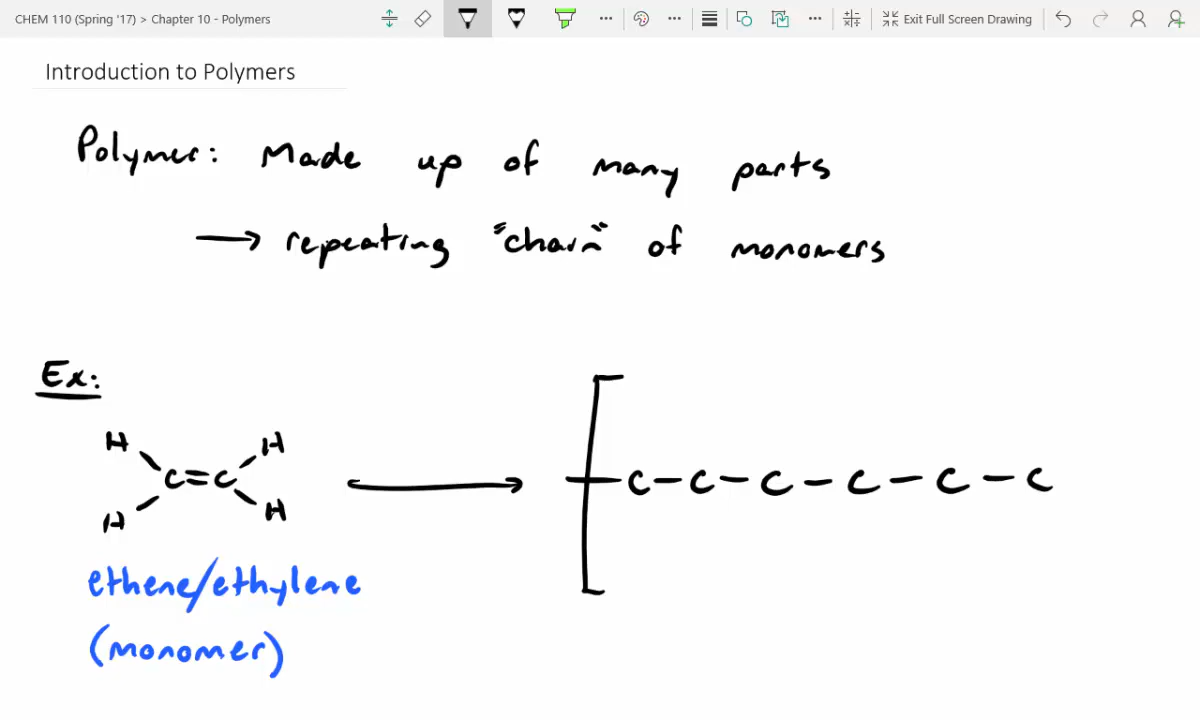 CHEM 110 (Spring '17) > Chapter 10 - Polymers
Exit Full Screen Drawing
Introduction to Polymers
Polymer: Made up of many parts
→ repeating "chain" of monomers
Ex:
H H
C=C
H H
C-C-C-C-C-C
ethene/ethylene
(monomer)